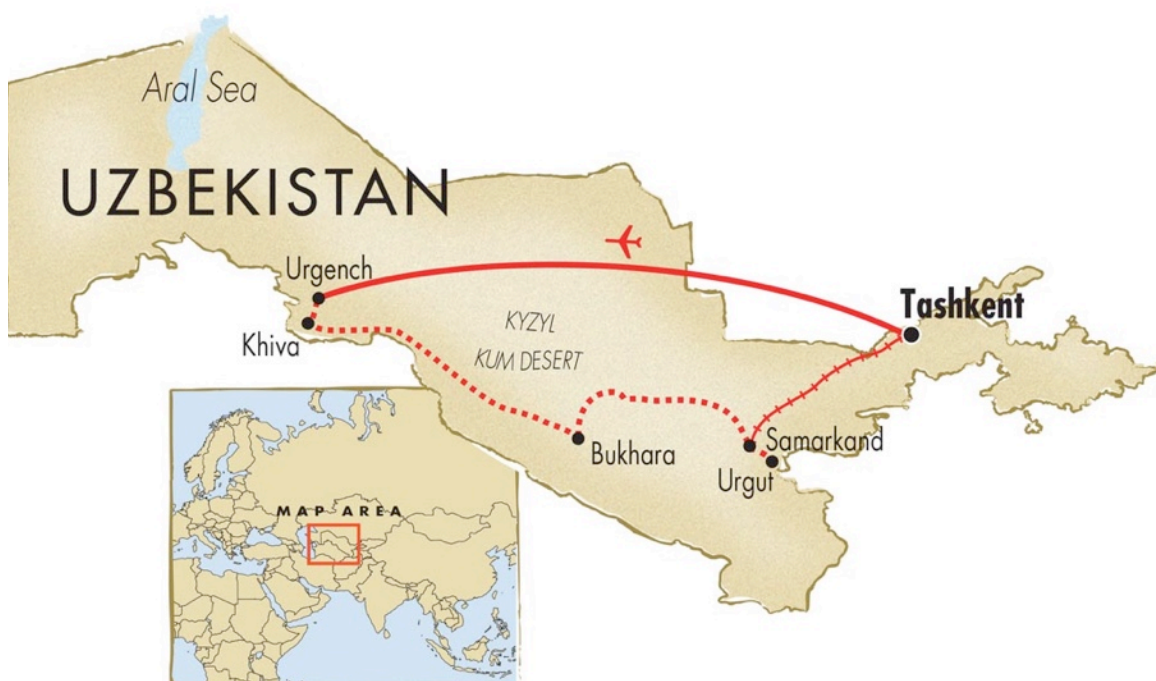 Aral Sea
UZBEKISTAN
Urgench
Khiva
KYZYL
KUM DESERT
Tashkent
Bukhara
Samarkand
Urgut
MAP AREA